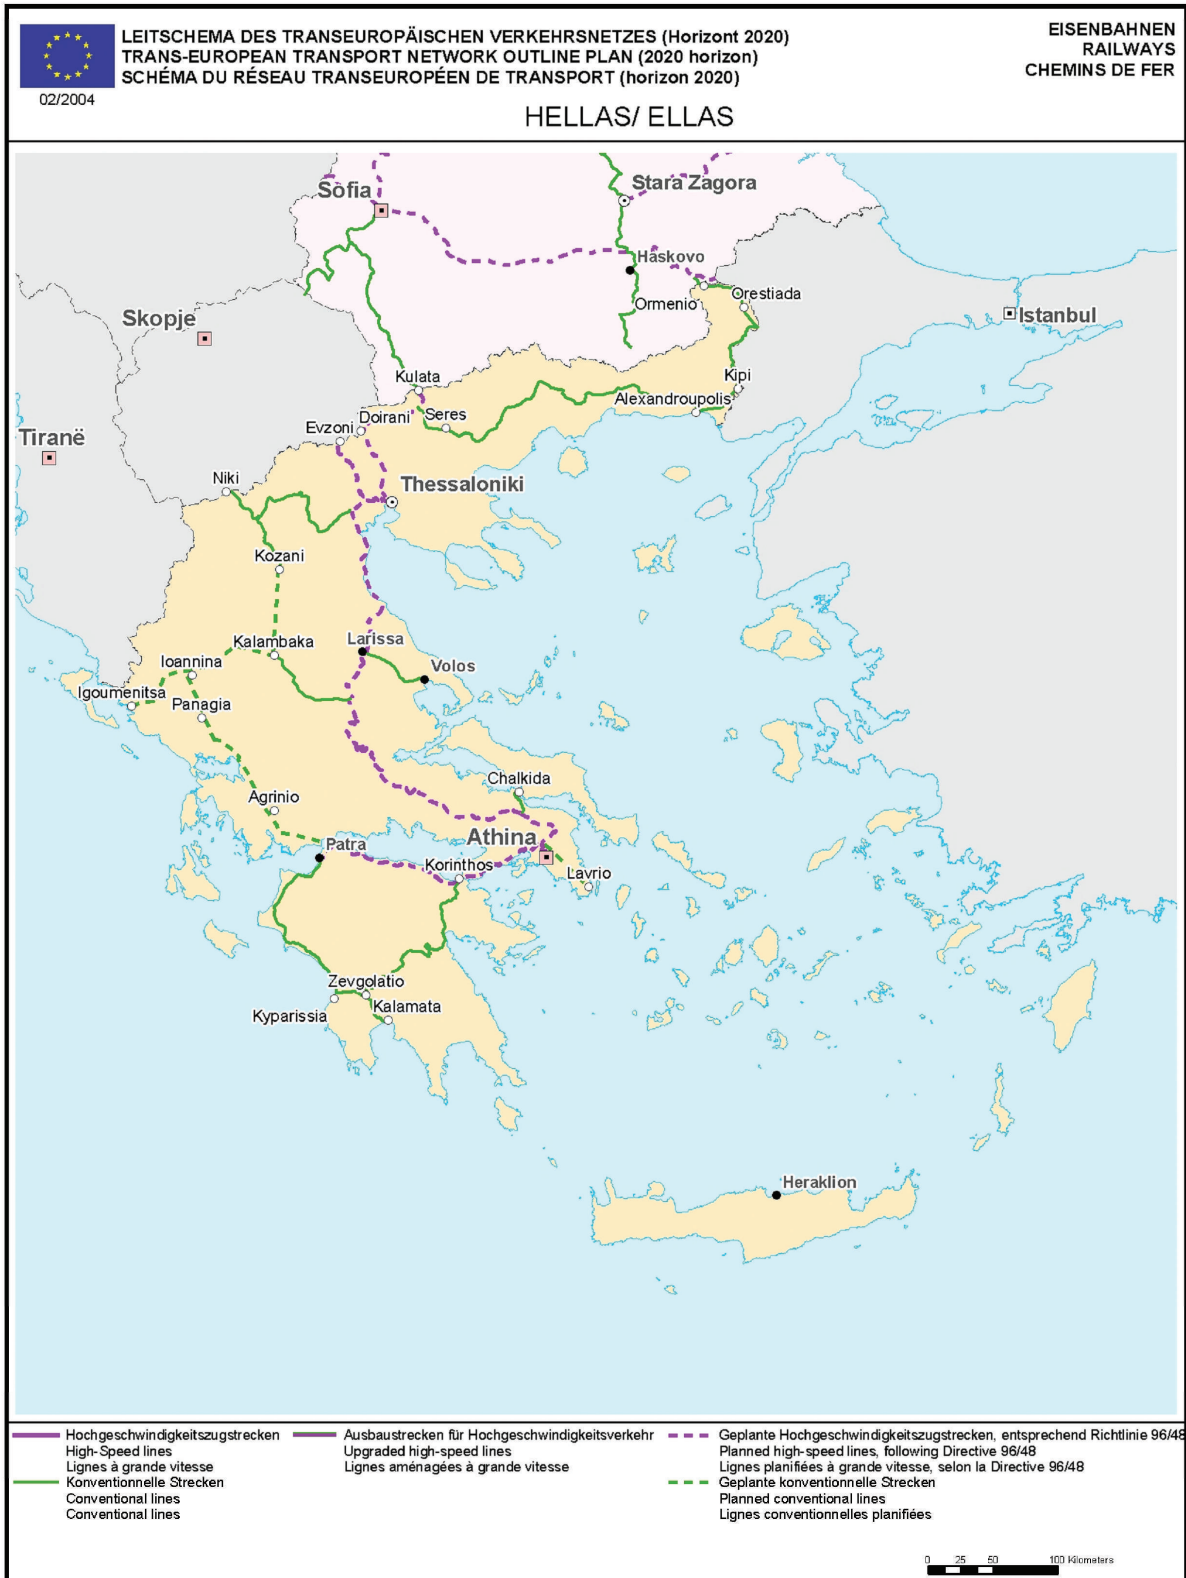 LEITSCHEMA DES TRANSEUROPÄISCHEN VERKEHRSNETZES (Horizont 2020)
TRANS-EUROPEAN TRANSPORT NETWORK OUTLINE PLAN (2020 horizon)
SCHÉMA DU RÉSEAU TRANSEUROPÉEN DE TRANSPORT (horizon 2020)
02/2004
EISENBAHNEN
RAILWAYS
CHEMINS DE FER
HELLAS/ ELLAS
Sofia
Stara Zagora
Haskovo
Ormenio
Orestiada
Skopje
Istanbul
Kulata
Kipi
Alexandroupolis
Doirani
Seres
Evzoni
Tiranë
Niki
Thessaloniki
Kozani
Kalambaka
Larissa
Ioannina
Volos
Igoumenitsa
Panagia
Chalkida
Agrinio
Athina
Patra
Korinthos
Lavrio
Zevgolatio
Kyparissia
Kalamata
Heraklion
Hochgeschwindigkeitszugstrecken
High-Speed lines
Lignes à grande vitesse
Konventionelle Strecken
Conventional lines
Conventional lines
Ausbaustrecken für Hochgeschwindigkeitsverkehr
Upgraded high-speed lines
Lignes aménagées à grande vitesse
Geplante Hochgeschwindigkeitszugstrecken, entsprechend Richtlinie 96/48
Planned high-speed lines, following Directive 96/48
Lignes planifiées à grande vitesse, selon la Directive 96/48
Geplante konventionelle Strecken
Planned conventional lines
Lignes conventionnelles planifiées
0 25 50 100 Kilometers